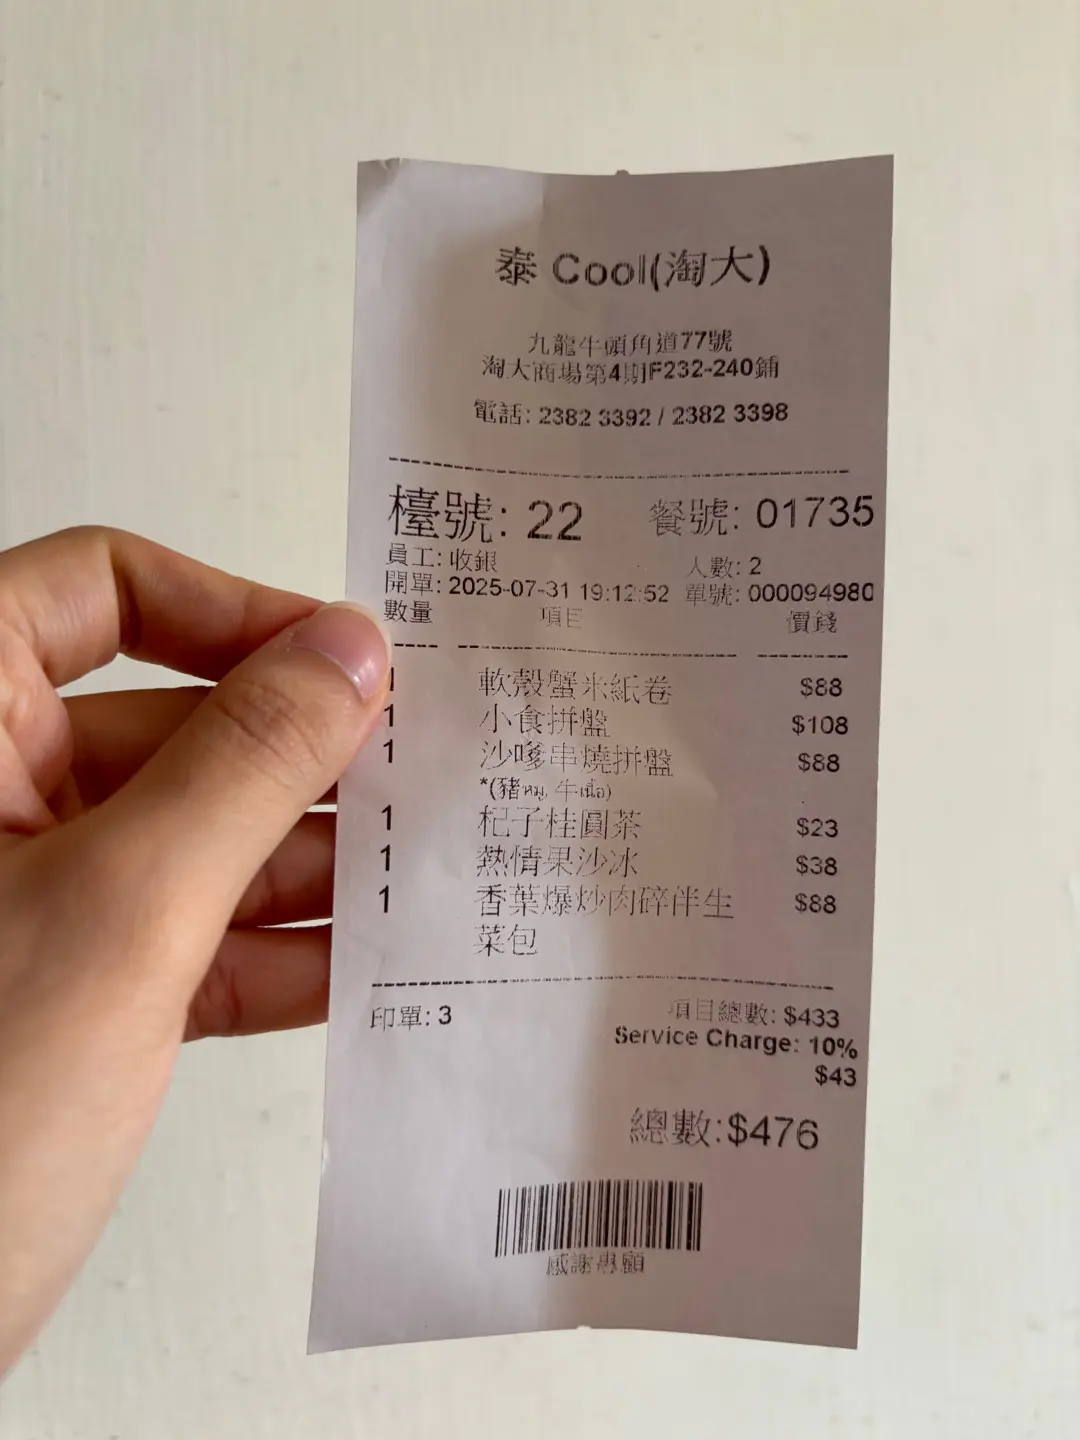 泰 Cool(淘大)
九龍牛頭角道77號
淘大商場第4期F232-240鋪
電話: 2382 3392 / 2382 3398
檯號: 22 餐號: 01735
員工: 收銀 人數: 2
開單: 2025-07-31 19:12:52 單號: 000094980
數量 項目 價錢
1 軟殼蟹米紙卷 $88
1 小食拼盤 $108
1 沙嗲串燒拼盤 $88
*(豬หมู, 牛เนื้อ)
1 杞子桂圓茶 $23
1 熱情果沙冰 $38
1 香葉爆炒肉碎伴生 $88
菜包
印單: 3 項目總數: $433
Service Charge: 10%
$43
總數:$476
感謝惠顧